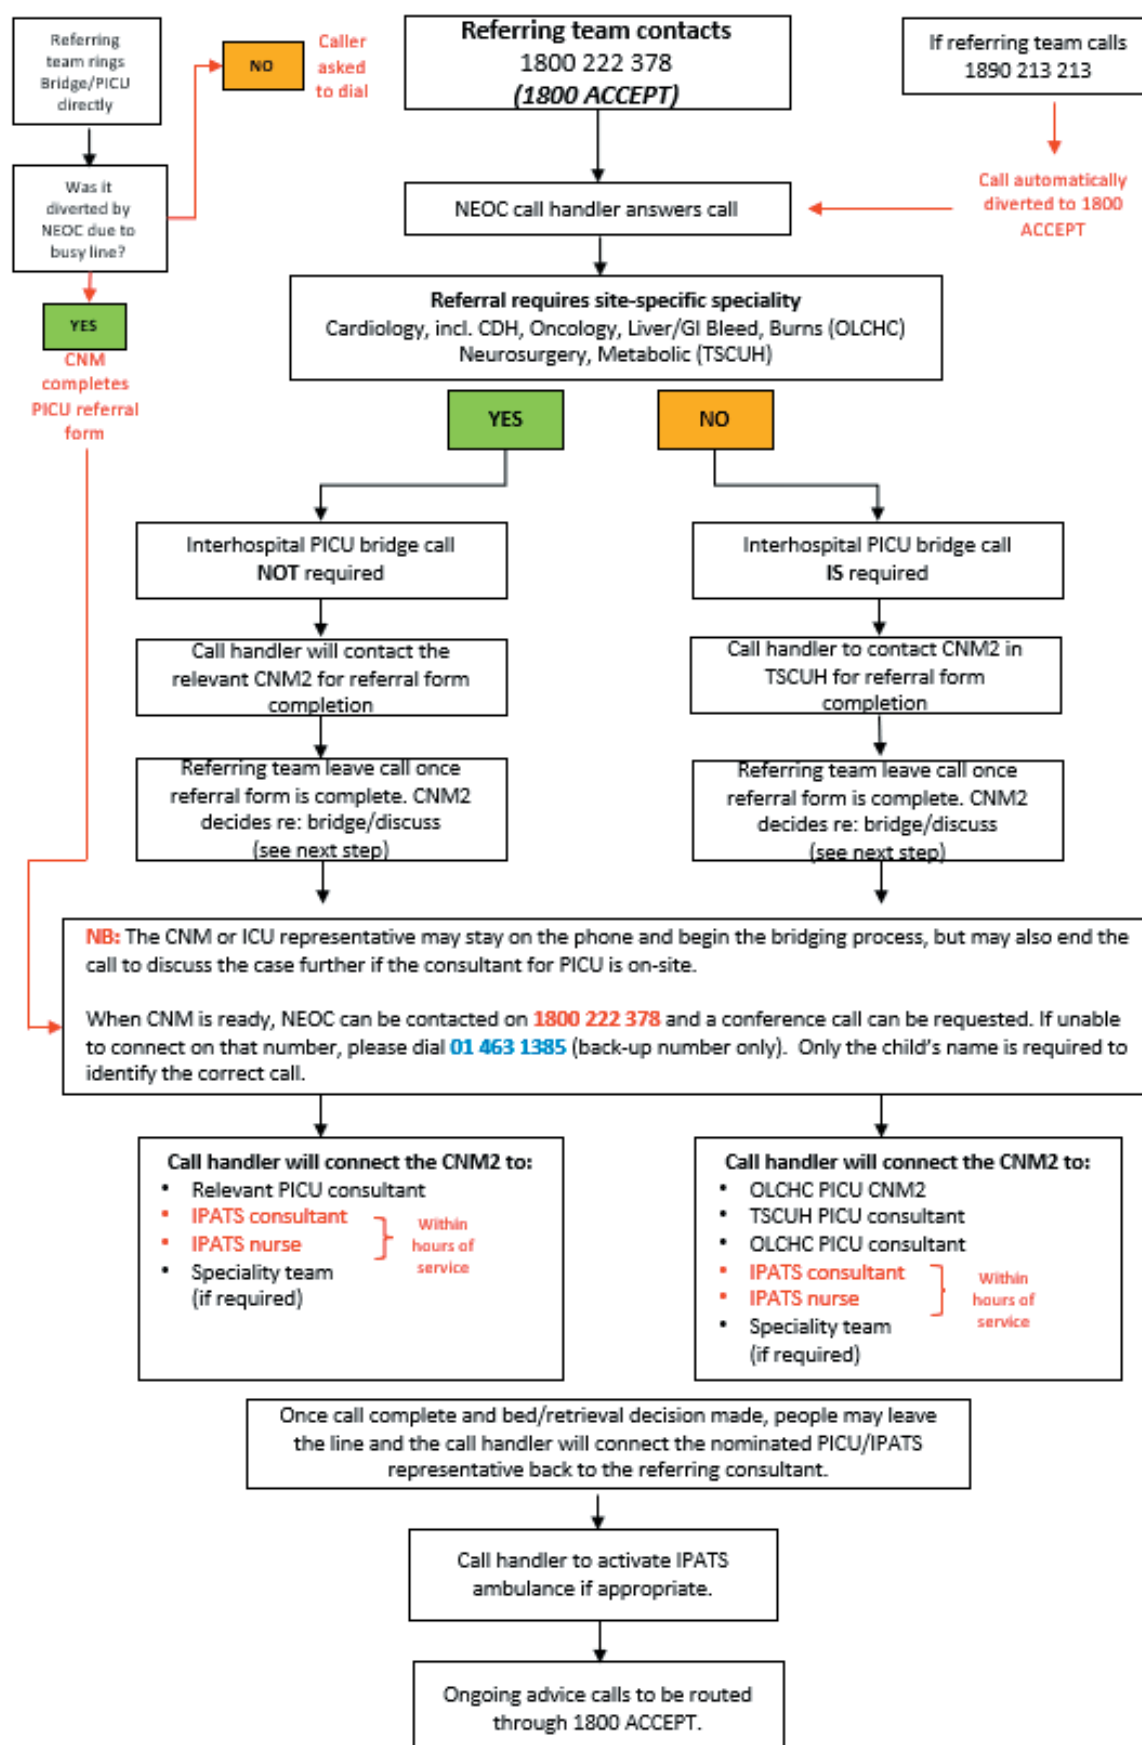 Referring
team rings
Bridge/PICU
directly
NO
Caller
asked
to dial
Referring team contacts
1800 222 378
(1800 ACCEPT)
If referring team calls
1890 213 213
Was it
diverted by
NEOC due to
busy line?
NEOC call handler answers call
Call automatically
diverted to 1800
ACCEPT
YES
CNM
completes
PICU referral
form
Referral requires site-specific speciality
Cardiology, incl. CDH, Oncology, Liver/GI Bleed, Burns (OLCHC)
Neurosurgery, Metabolic (TSCUH)
YES
NO
Interhospital PICU bridge call
NOT required
Interhospital PICU bridge call
IS required
Call handler will contact the
relevant CNM2 for referral form
completion
Call handler to contact CNM2 in
TSCUH for referral form
completion
Referring team leave call once
referral form is complete. CNM2
decides re: bridge/discuss
(see next step)
Referring team leave call once
referral form is complete. CNM2
decides re: bridge/discuss
(see next step)
NB: The CNM or ICU representative may stay on the phone and begin the bridging process, but may also end the
call to discuss the case further if the consultant for PICU is on-site.
When CNM is ready, NEOC can be contacted on 1800 222 378 and a conference call can be requested. If unable
to connect on that number, please dial 01 463 1385 (back-up number only). Only the child's name is required to
identify the correct call.
Call handler will connect the CNM2 to:
• Relevant PICU consultant
• IPATS consultant
• IPATS nurse
Within
hours of
service
• Speciality team
(if required)
Call handler will connect the CNM2 to:
• OLCHC PICU CNM2
• TSCUH PICU consultant
• OLCHC PICU consultant
• IPATS consultant
• IPATS nurse
Within
hours of
service
• Speciality team
(if required)
Once call complete and bed/retrieval decision made, people may leave
the line and the call handler will connect the nominated PICU/IPATS
representative back to the referring consultant.
Call handler to activate IPATS
ambulance if appropriate.
Ongoing advice calls to be routed
through 1800 ACCEPT.